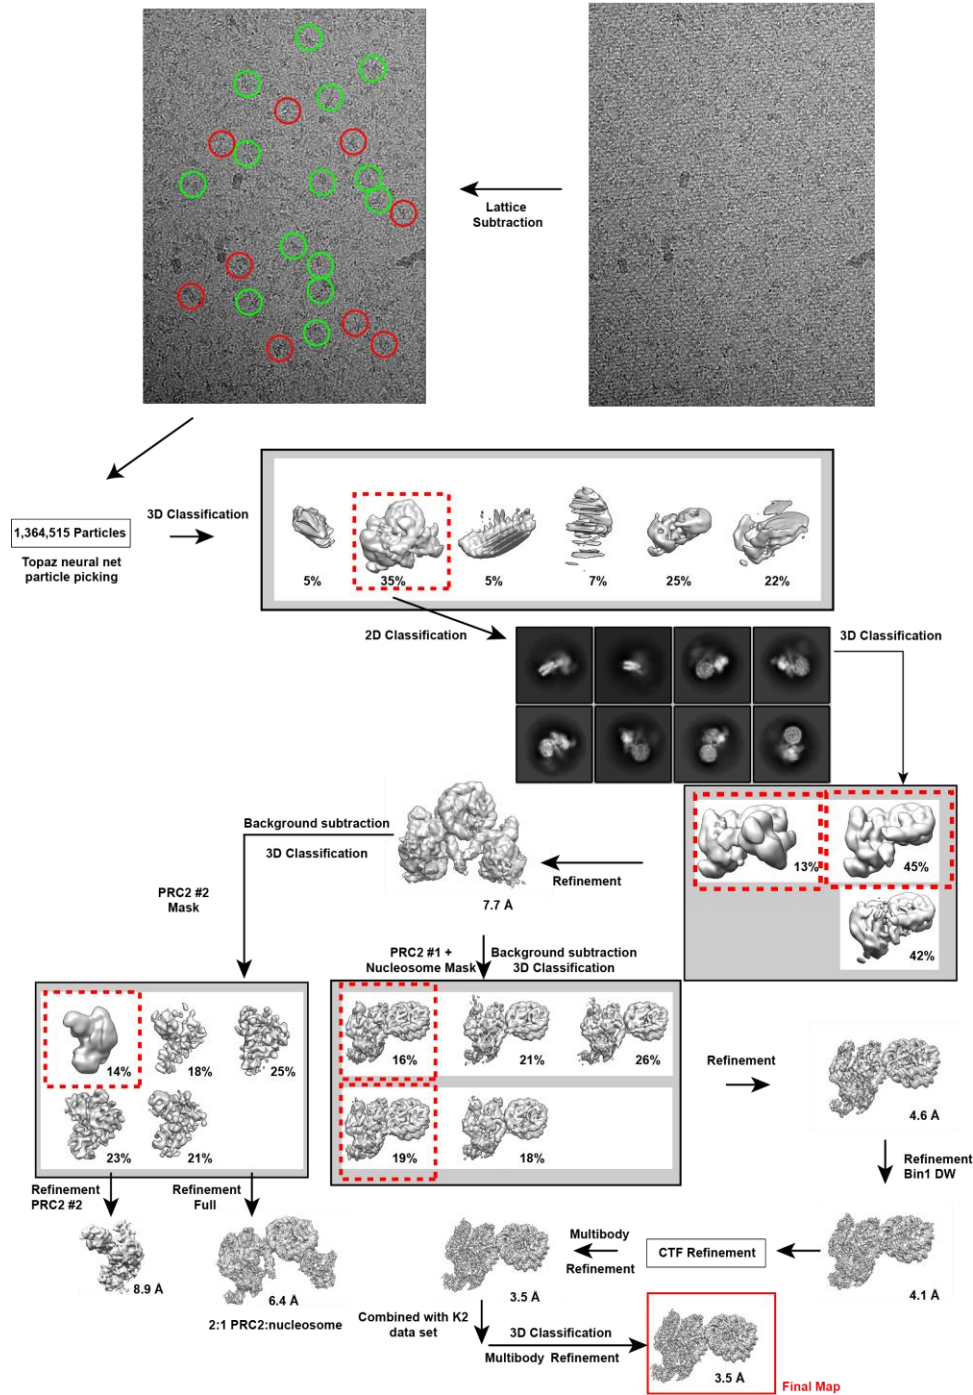 Lattice
Subtraction
1,364,515 Particles
Topaz neural net
particle picking
3D Classification
5%
35%
5%
7%
25%
22%
2D Classification
3D Classification
13%
45%
42%
Refinement
7.7 Å
Background subtraction
3D Classification
PRC2 #2
Mask
PRC2 #1 +
Nucleosome Mask
Background subtraction
3D Classification
14%
18%
25%
23%
21%
16%
21%
26%
19%
18%
Refinement
4.6 Å
Refinement
Bin1 DW
4.1 Å
CTF Refinement
Multibody
Refinement
3.5 Å
Refinement
PRC2 #2
8.9 Å
Refinement
Full
6.4 Å
2:1 PRC2:nucleosome
Combined with K2
data set
3D Classification
Multibody Refinement
3.5 Å
Final Map